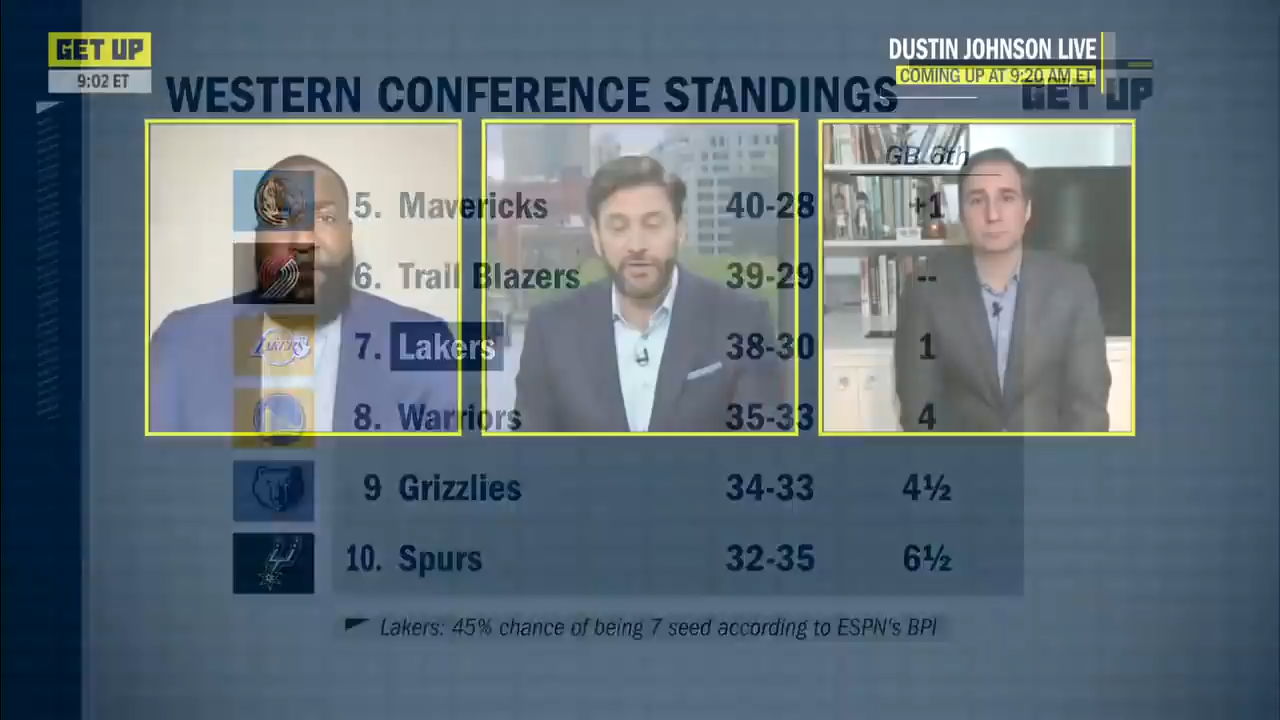 GET UP
9:02 ET
DUSTIN JOHNSON LIVE
COMING UP AT 9:20 AM ET
GET UP
WESTERN CONFERENCE STANDINGS
GB 6th
5. Mavericks 40-28 +1
6. Trail Blazers 39-29 --
LAKERS 7. Lakers 38-30 1
8. Warriors 35-33 4
9 Grizzlies 34-33 4½
10. Spurs 32-35 6½
Lakers: 45% chance of being 7 seed according to ESPN's BPI